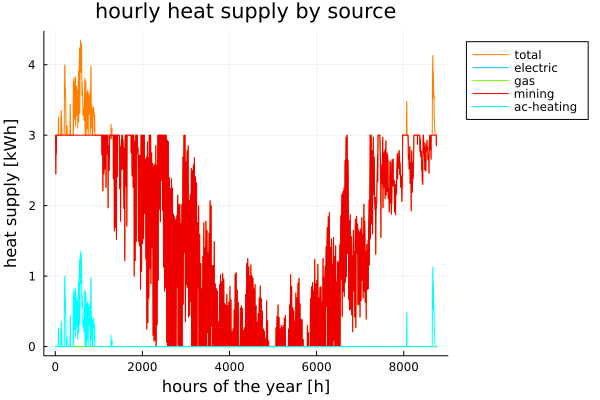 hourly heat supply by source
total
electric
gas
mining
ac-heating
heat supply [kWh]
4
3
2
1
0
0 2000 4000 6000 8000
hours of the year [h]